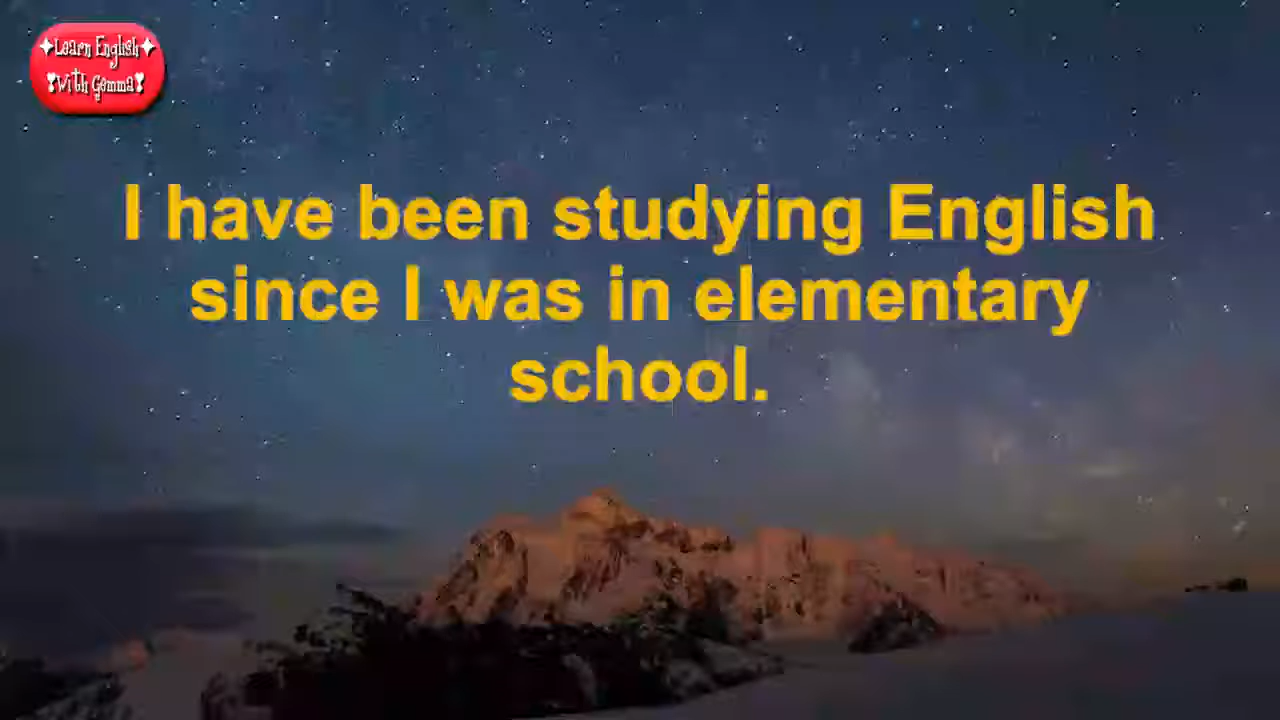 Learn English
With Gemma
I have been studying English
since I was in elementary
school.